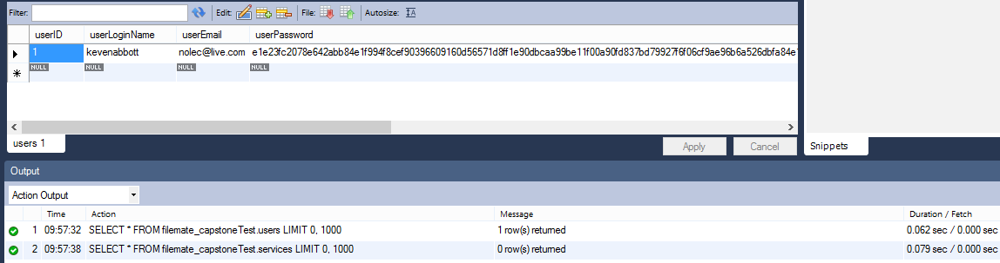 Filter: Edit: File: Autosize:
userID userLoginName userEmail userPassword
1 kevenabbott nolec@live.com e1e23fc2078e642abb84e1f994f8cef90396609160d56571d8ff1e90dbcaa99be11f00a90fd837bd79927f6f06cf9ae96b6a526dbfa84e
NULL NULL NULL NULL
users 1 Apply Cancel Snippets
Output
Action Output
Time Action Message Duration / Fetch
1 09:57:32 SELECT * FROM filemate_capstoneTest.users LIMIT 0, 1000 1 row(s) returned 0.062 sec / 0.000 sec
2 09:57:38 SELECT * FROM filemate_capstoneTest.services LIMIT 0, 1000 0 row(s) returned 0.079 sec / 0.000 sec